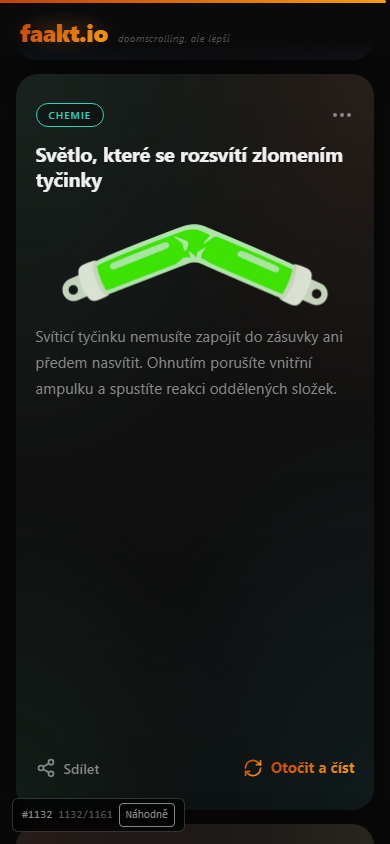 faakt.io doomscrolling, ale lepší
CHEMIE
Světlo, které se rozsvítí zlomením
tyčinky
Svíticí tyčinku nemusíte zapojit do zásuvky ani
předem nasvítit. Ohnutím porušíte vnitřní
ampulku a spustíte reakci oddělených složek.
Sdílet
Otočit a číst
#1132 1132/1161 Náhodně